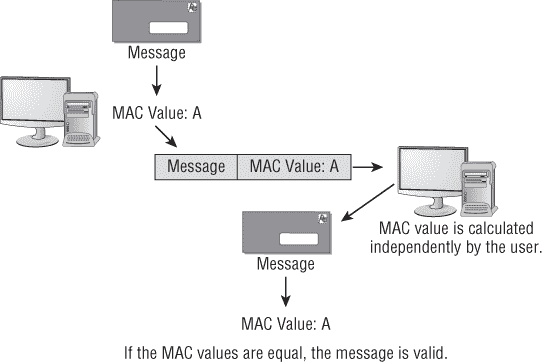 Message
MAC Value: A
Message MAC Value: A
MAC value is calculated
independently by the user.
Message
MAC Value: A
If the MAC values are equal, the message is valid.